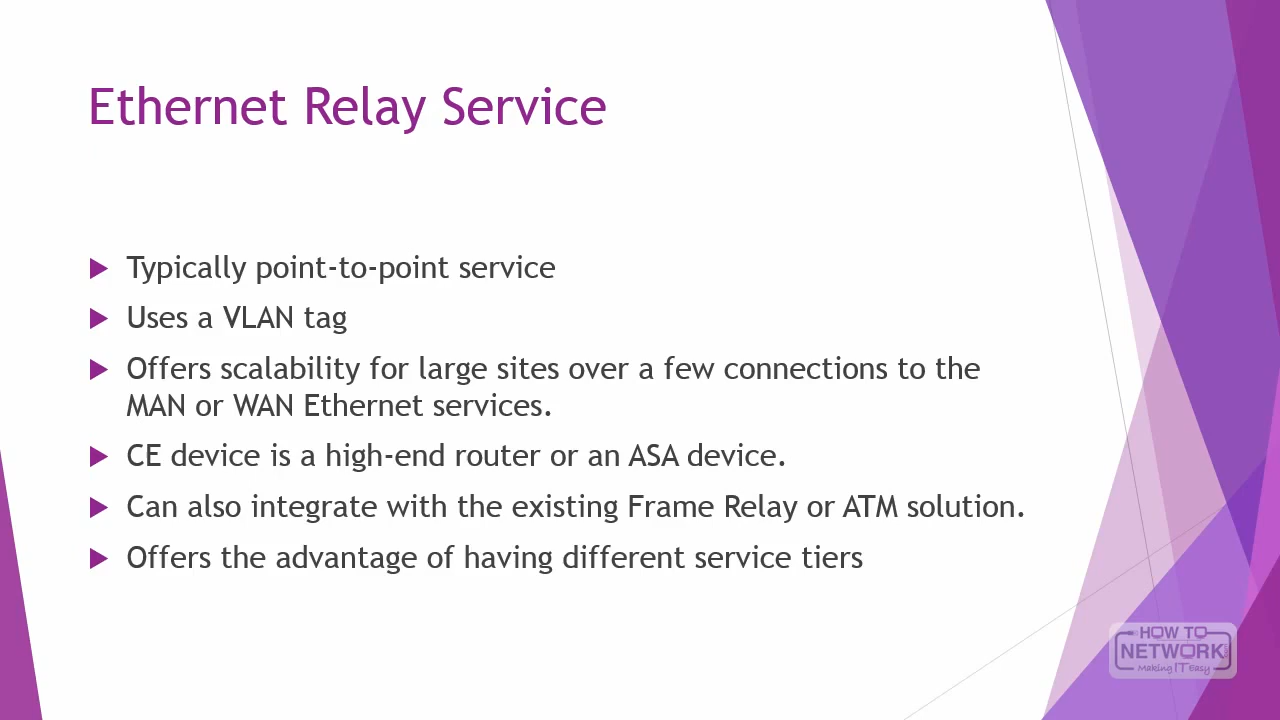 Ethernet Relay Service
Typically point-to-point service
Uses a VLAN tag
Offers scalability for large sites over a few connections to the
MAN or WAN Ethernet services.
CE device is a high-end router or an ASA device.
Can also integrate with the existing Frame Relay or ATM solution.
Offers the advantage of having different service tiers
HOW TO
NETWORK
Making IT Easy